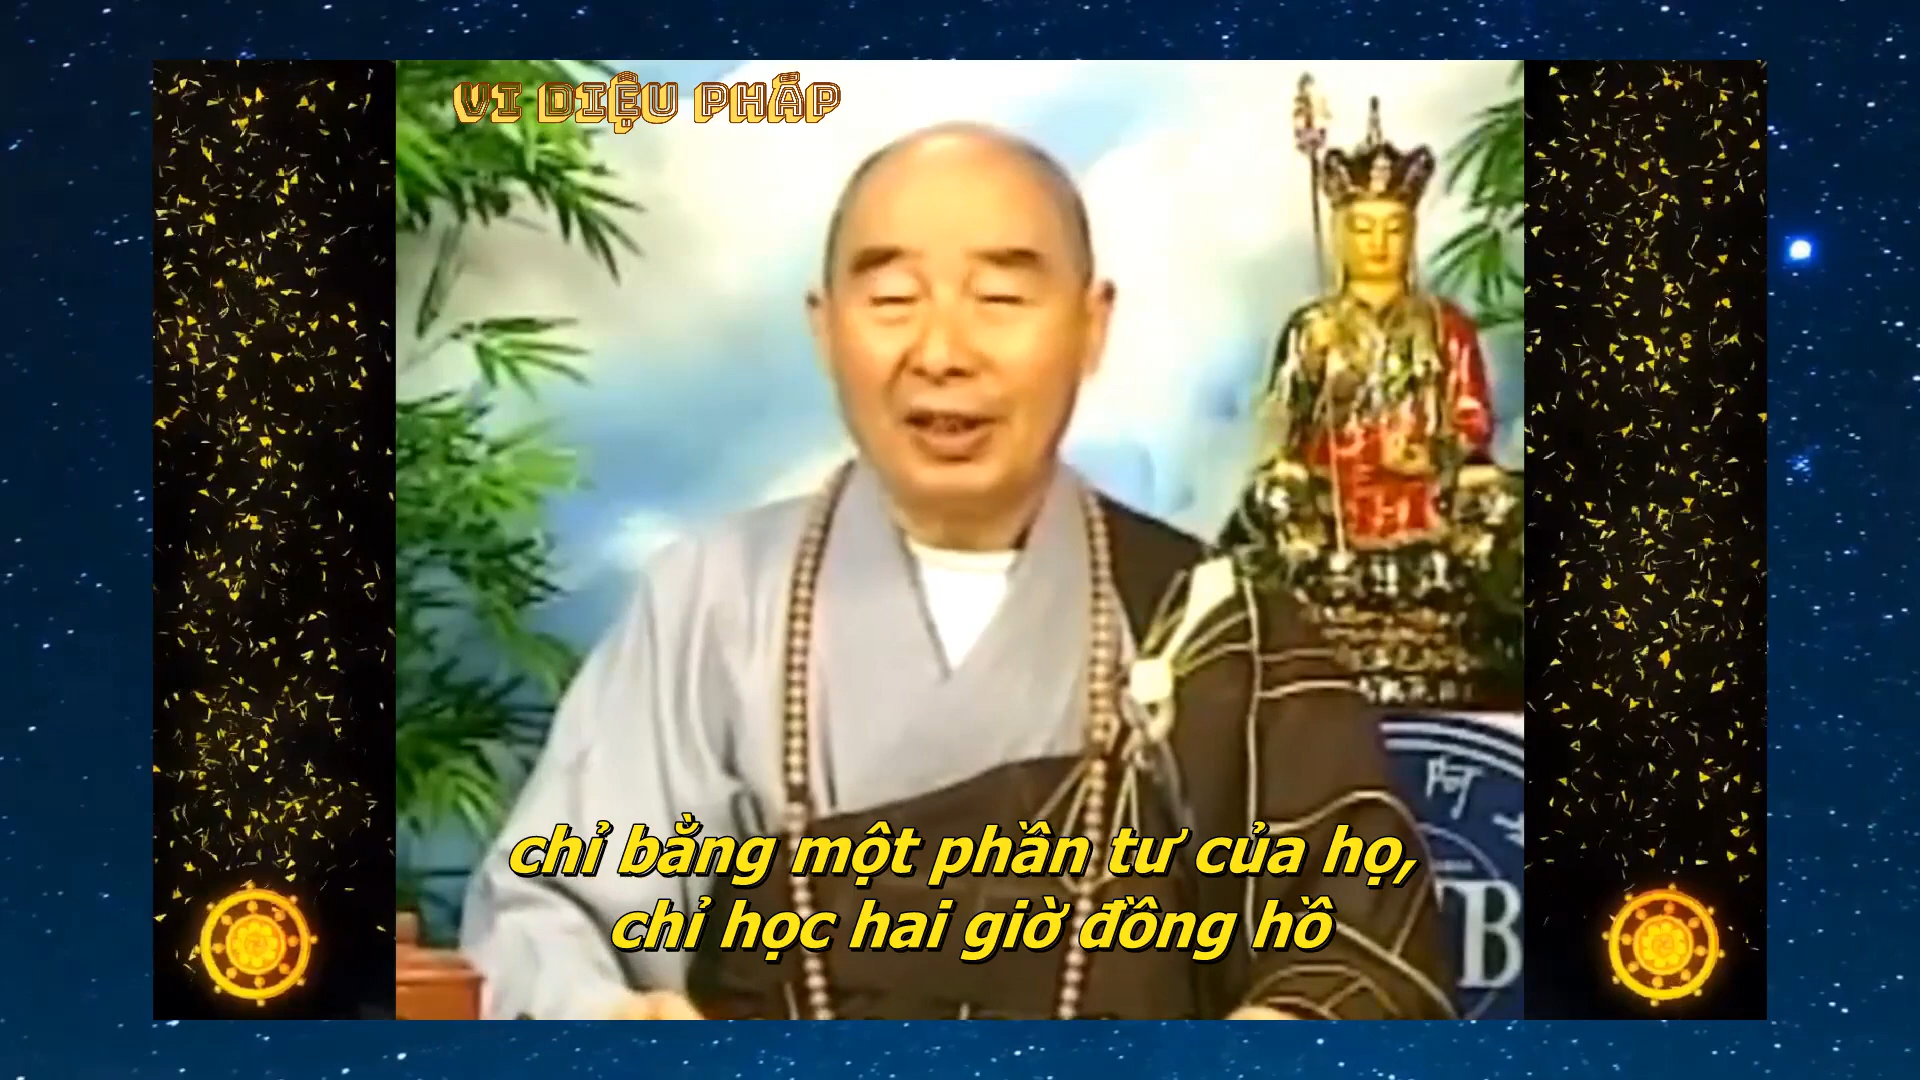 VI DIỆU PHÁP
chỉ bằng một phần tư của họ,
chỉ học hai giờ đồng hồ
B